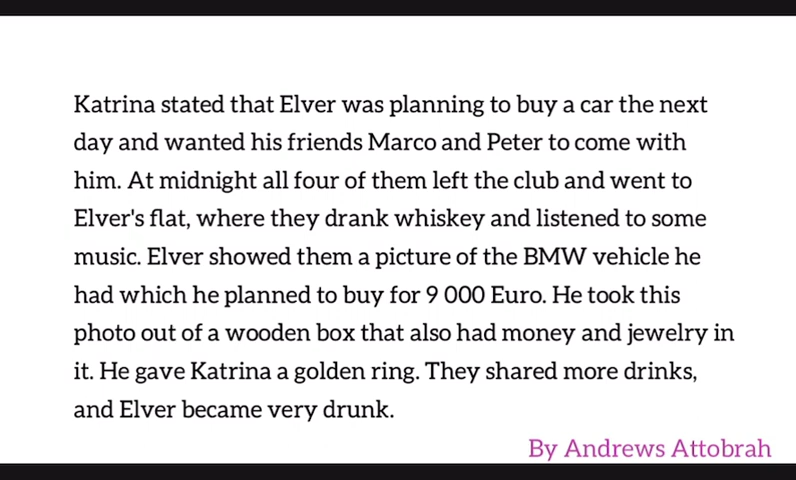 Katrina stated that Elver was planning to buy a car the next
day and wanted his friends Marco and Peter to come with
him. At midnight all four of them left the club and went to
Elver's flat, where they drank whiskey and listened to some
music. Elver showed them a picture of the BMW vehicle he
had which he planned to buy for 9 000 Euro. He took this
photo out of a wooden box that also had money and jewelry in
it. He gave Katrina a golden ring. They shared more drinks,
and Elver became very drunk.
By Andrews Attobrah